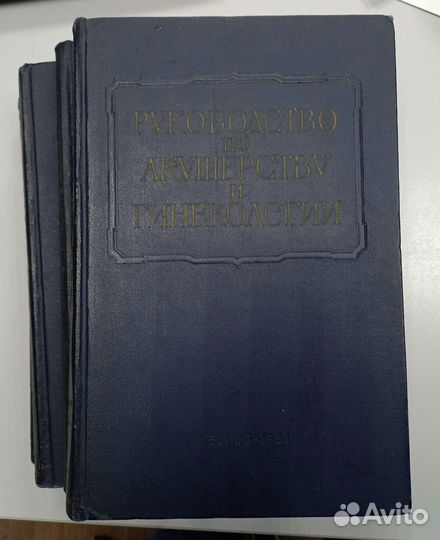 РУКОВОДСТВО
ПО
АКУШЕРСТВУ
И
ГИНЕКОЛОГИИ
Avito